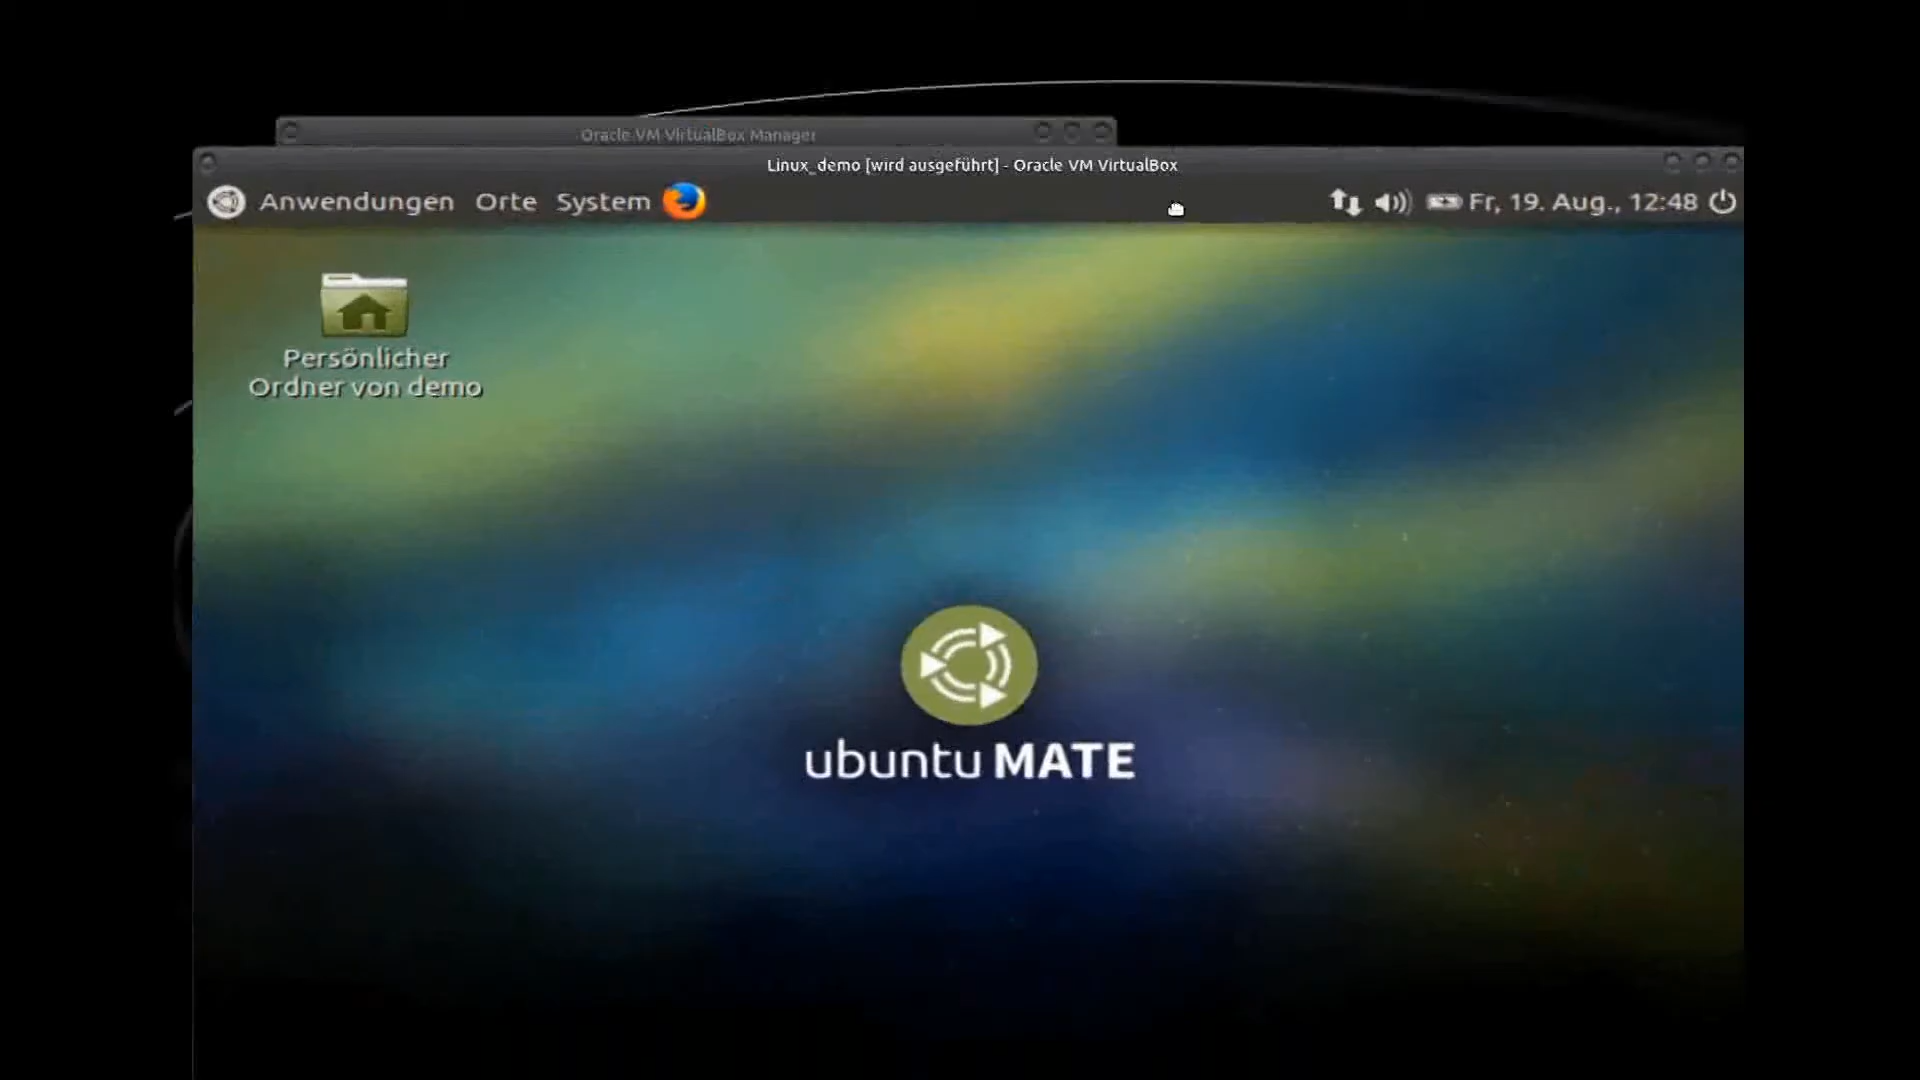 Oracle VM VirtualBox Manager
Linux_demo [wird ausgeführt] - Oracle VM VirtualBox
Anwendungen Orte System Fr, 19. Aug., 12:48
Persönlicher
Ordner von demo
ubuntu MATE